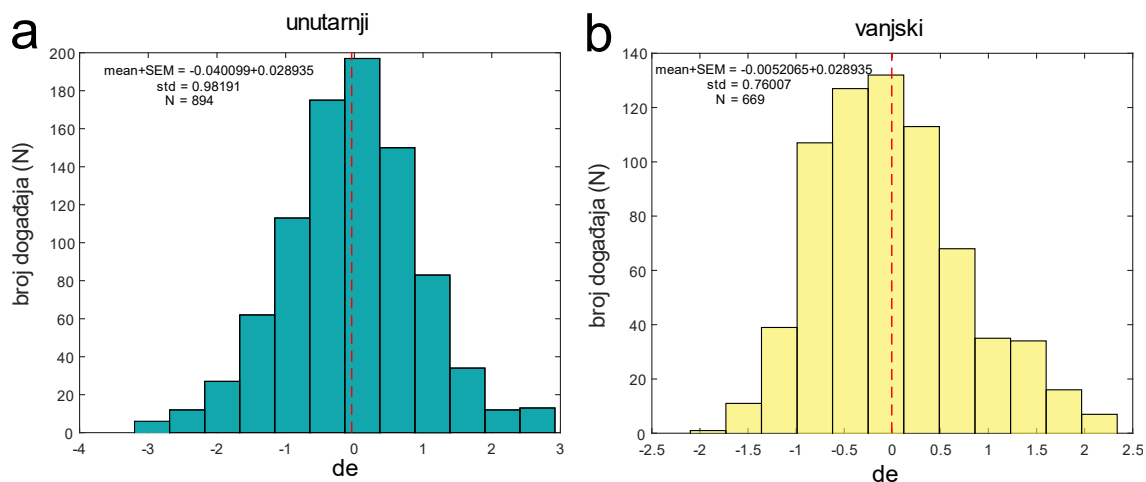 a
unutarnji
mean+SEM = -0.040099+0.028935
std = 0.98191
N = 894
200
180
160
140
120
100
80
60
40
20
0
broj događaja (N)
-4 -3 -2 -1 0 1 2 3
de
b
vanjski
mean+SEM = -0.0052065+0.028935
std = 0.76007
N = 669
140
120
100
80
60
40
20
0
broj događaja (N)
-2.5 -2 -1.5 -1 -0.5 0 0.5 1 1.5 2 2.5
de